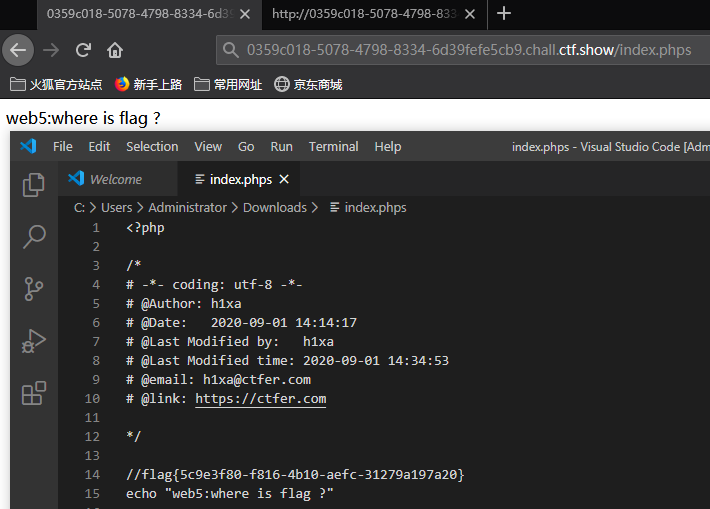 0359c018-5078-4798-8334-6d39
http://0359c018-5078-4798-833
0359c018-5078-4798-8334-6d39fefe5cb9.chall.ctf.show/index.phps
火狐官方站点 新手上路 常用网址 京东商城
web5:where is flag ?
File Edit Selection View Go Run Terminal Help index.phps - Visual Studio Code [Adm
Welcome index.phps
C: > Users > Administrator > Downloads > index.phps
1 <?php
2
3 /*
4 # -*- coding: utf-8 -*-
5 # @Author: h1xa
6 # @Date:   2020-09-01 14:14:17
7 # @Last Modified by:   h1xa
8 # @Last Modified time: 2020-09-01 14:34:53
9 # @email: h1xa@ctfer.com
10 # @link: https://ctfer.com
11
12 */
13
14 //flag{5c9e3f80-f816-4b10-aefc-31279a197a20}
15 echo "web5:where is flag ?"